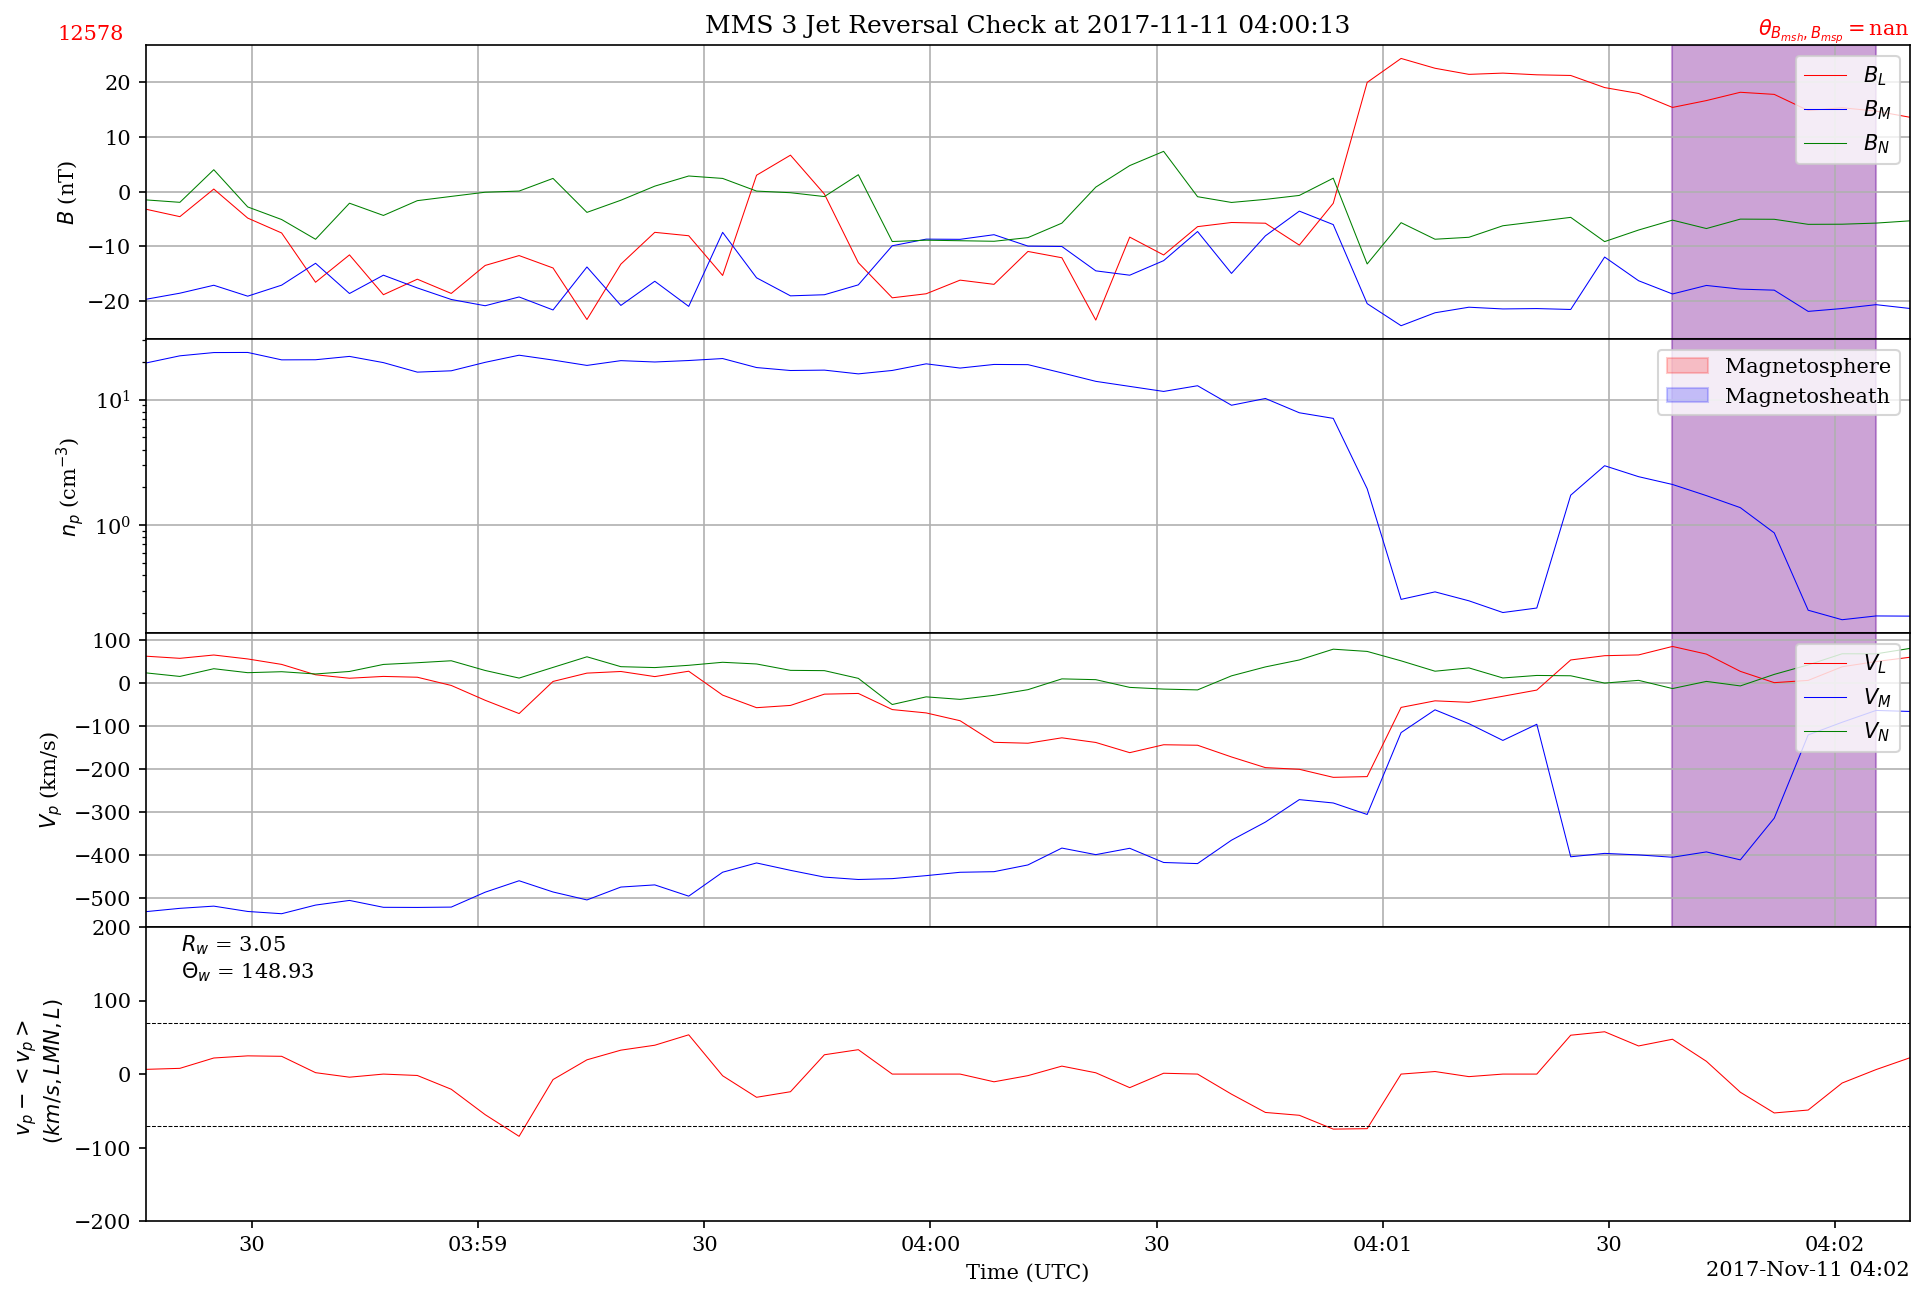 MMS 3 Jet Reversal Check at 2017-11-11 04:00:13
12578
θ_{B_{msh}, B_{msp}} = nan
20
10
0
−10
−20
B (nT)
B_L
B_M
B_N
10^1
10^0
n_p (cm^{−3})
Magnetosphere
Magnetosheath
100
0
−100
−200
−300
−400
−500
V_p (km/s)
V_L
V_M
V_N
200
100
0
−100
−200
v_p − < v_p >
(km/s, LMN, L)
R_w = 3.05
Θ_w = 148.93
30
03:59
30
04:00
30
04:01
30
04:02
Time (UTC)
2017-Nov-11 04:02